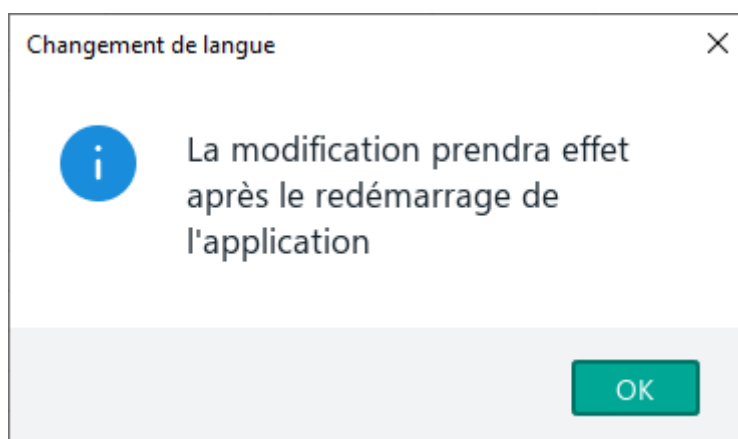 Changement de langue
La modification prendra effet
après le redémarrage de
l'application
OK